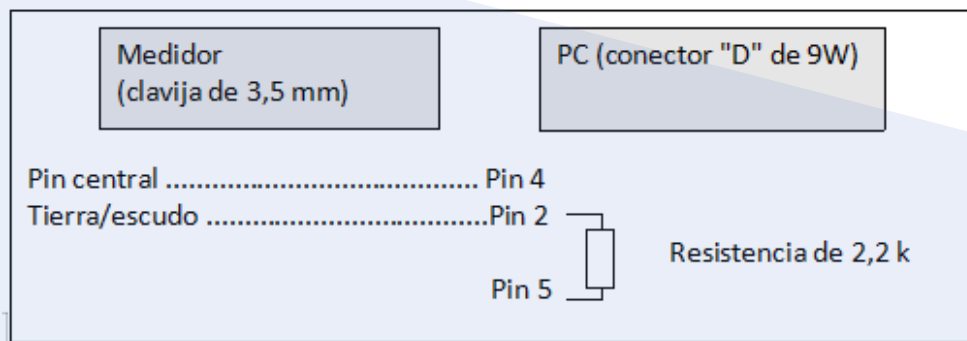 Medidor
(clavija de 3,5 mm)
PC (conector "D" de 9W)
Pin central ......................................... Pin 4
Tierra/escudo .....................................Pin 2
Resistencia de 2,2 k
Pin 5